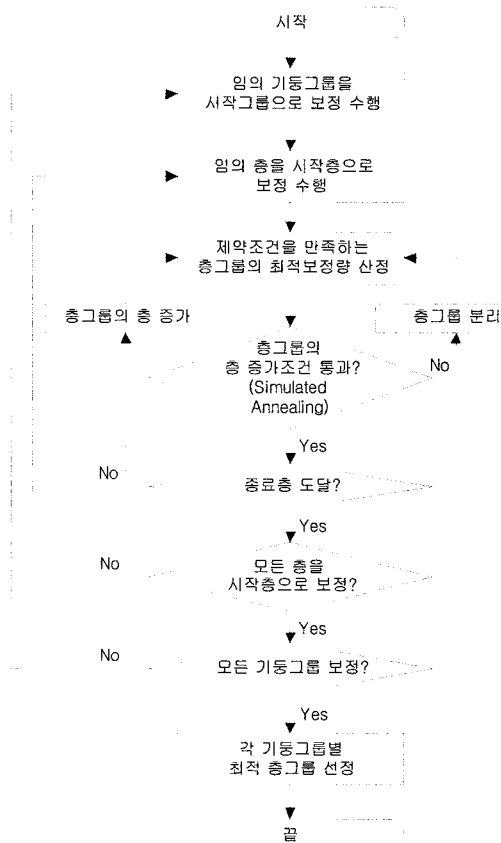 시작
임의 기둥그룹을
시작그룹으로 보정 수행
임의 층을 시작층으로
보정 수행
제약조건을 만족하는
층그룹의 최적보정량 산정
층그룹의 층 증가
층그룹 분리
층그룹의
층 증가조건 통과?
(Simulated
Annealing)
No
Yes
No
종료층 도달?
Yes
No
모든 층을
시작층으로 보정?
Yes
No
모든 기둥그룹 보정?
Yes
각 기둥그룹별
최적 층그룹 선정
끝